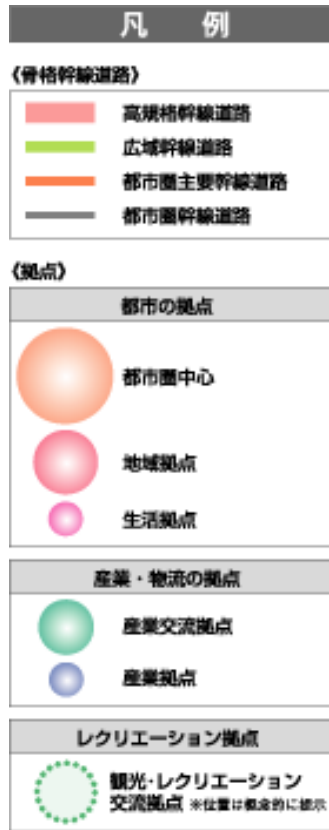 凡 例
《骨格幹線道路》
高規格幹線道路
広域幹線道路
都市圏主要幹線道路
都市圏幹線道路
《拠点》
都市の拠点
都市圏中心
地域拠点
生活拠点
産業・物流の拠点
産業交流拠点
産業拠点
レクリエーション拠点
観光・レクリエーション
交流拠点 ※位置は概念的に標示